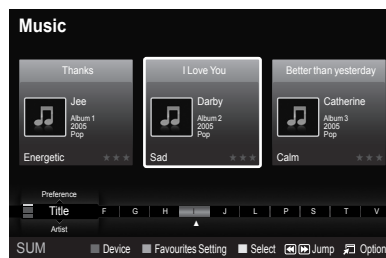 Music
Thanks
Jee
Album 1
2005
Pop
Energetic
I Love You
Darby
Album 2
2005
Pop
Sad
Better than yesterday
Catherine
Album 3
2005
Pop
Calm
Preference
Title F G H I J L P S T V
Artist
SUM Device Favourites Setting Select Jump Option